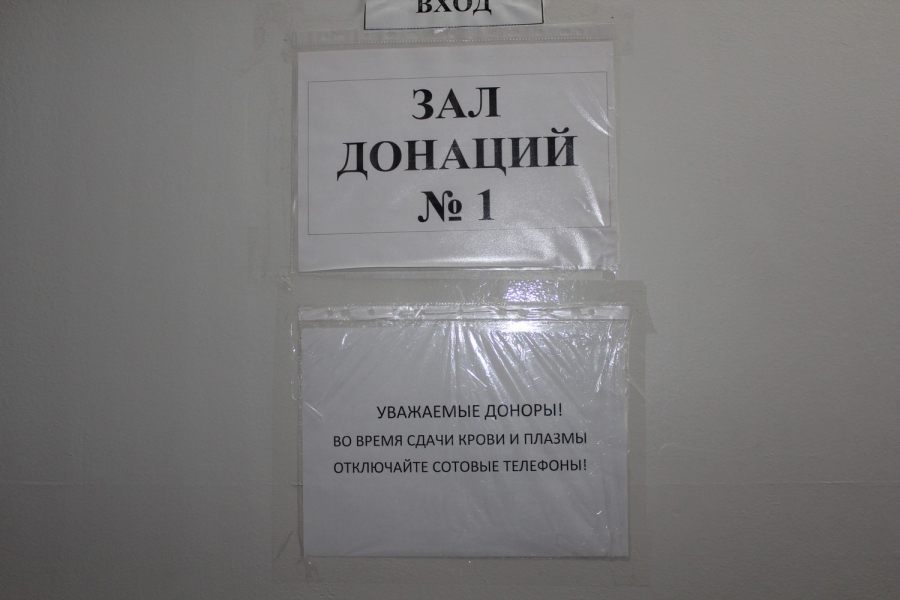 ВХОД
ЗАЛ
ДОНАЦИЙ
№ 1
УВАЖАЕМЫЕ ДОНОРЫ!
ВО ВРЕМЯ СДАЧИ КРОВИ И ПЛАЗМЫ
ОТКЛЮЧАЙТЕ СОТОВЫЕ ТЕЛЕФОНЫ!